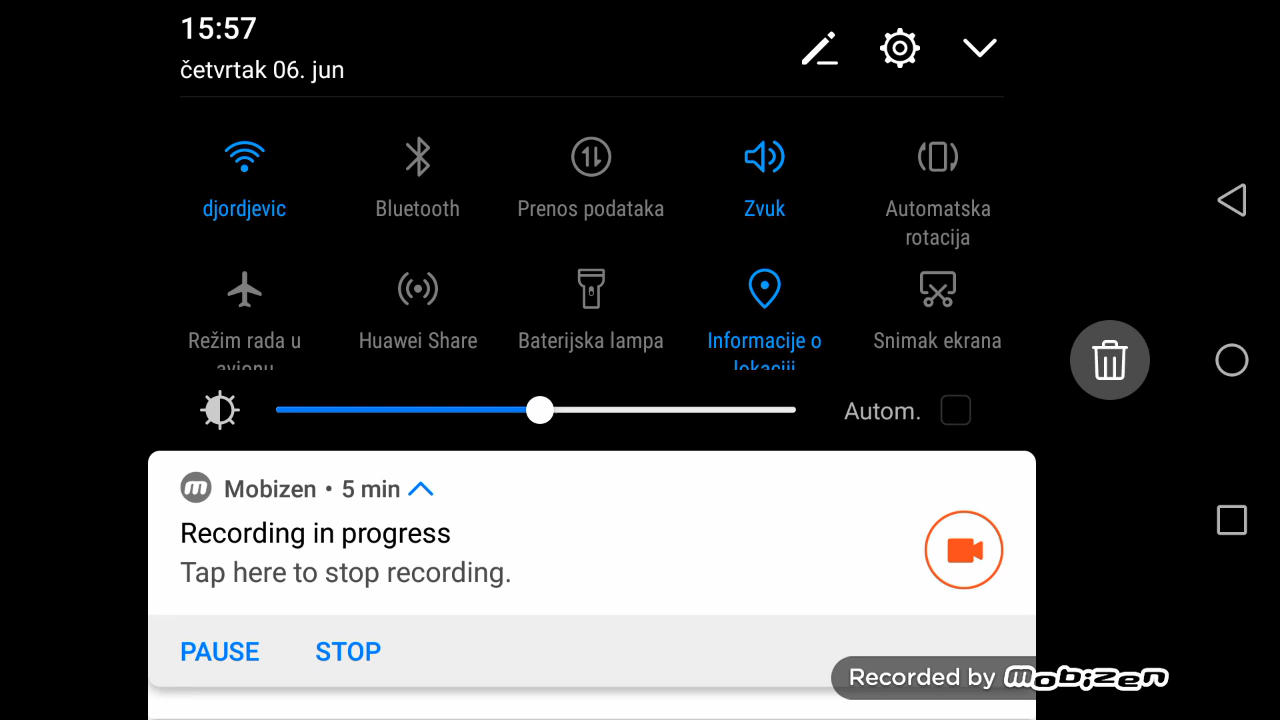 15:57
četvrtak 06. jun
djordjevic
Bluetooth
Prenos podataka
Zvuk
Automatska
rotacija
Režim rada u
avionu
Huawei Share
Baterijska lampa
Informacije o
lokaciji
Snimak ekrana
Autom.
Mobizen • 5 min
Recording in progress
Tap here to stop recording.
PAUSE STOP
Recorded by mobizen